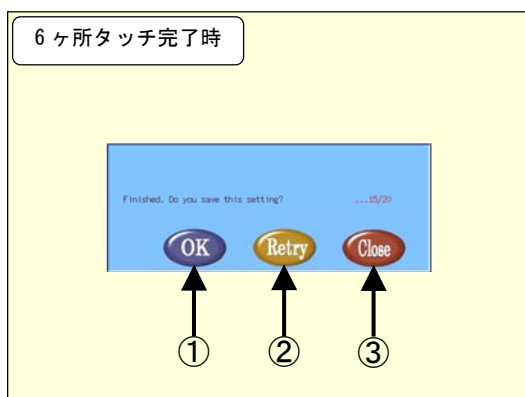 6ヶ所タッチ完了時
Finished. Do you save this setting? ...15/20
OK Retry Close
① ② ③